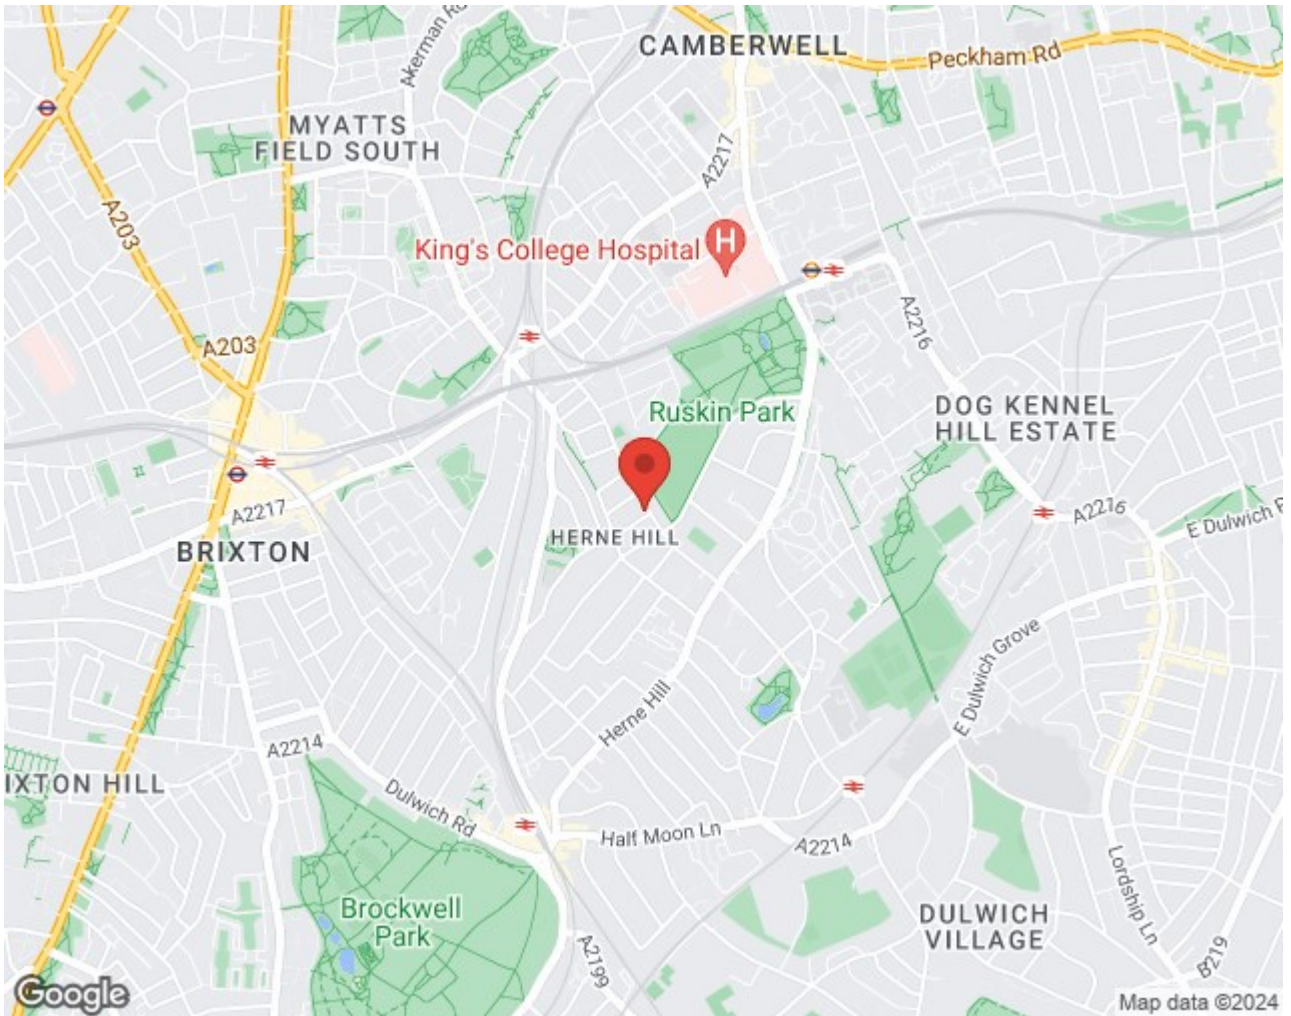 CAMBERWELL
Peckham Rd
Akerman Rd
MYATTS
FIELD SOUTH
A2217
A203
King's College Hospital
H
A203
A2216
Ruskin Park
DOG KENNEL
HILL ESTATE
A2217
A2216
E Dulwich R
BRIXTON
HERNE HILL
E Dulwich Grove
Herne Hill
A2214
IXTON HILL
Dulwich Rd
Half Moon Ln
A2214
Lordship Ln
Brockwell
Park
DULWICH
VILLAGE
A2199
B219
Google
Map data ©2024